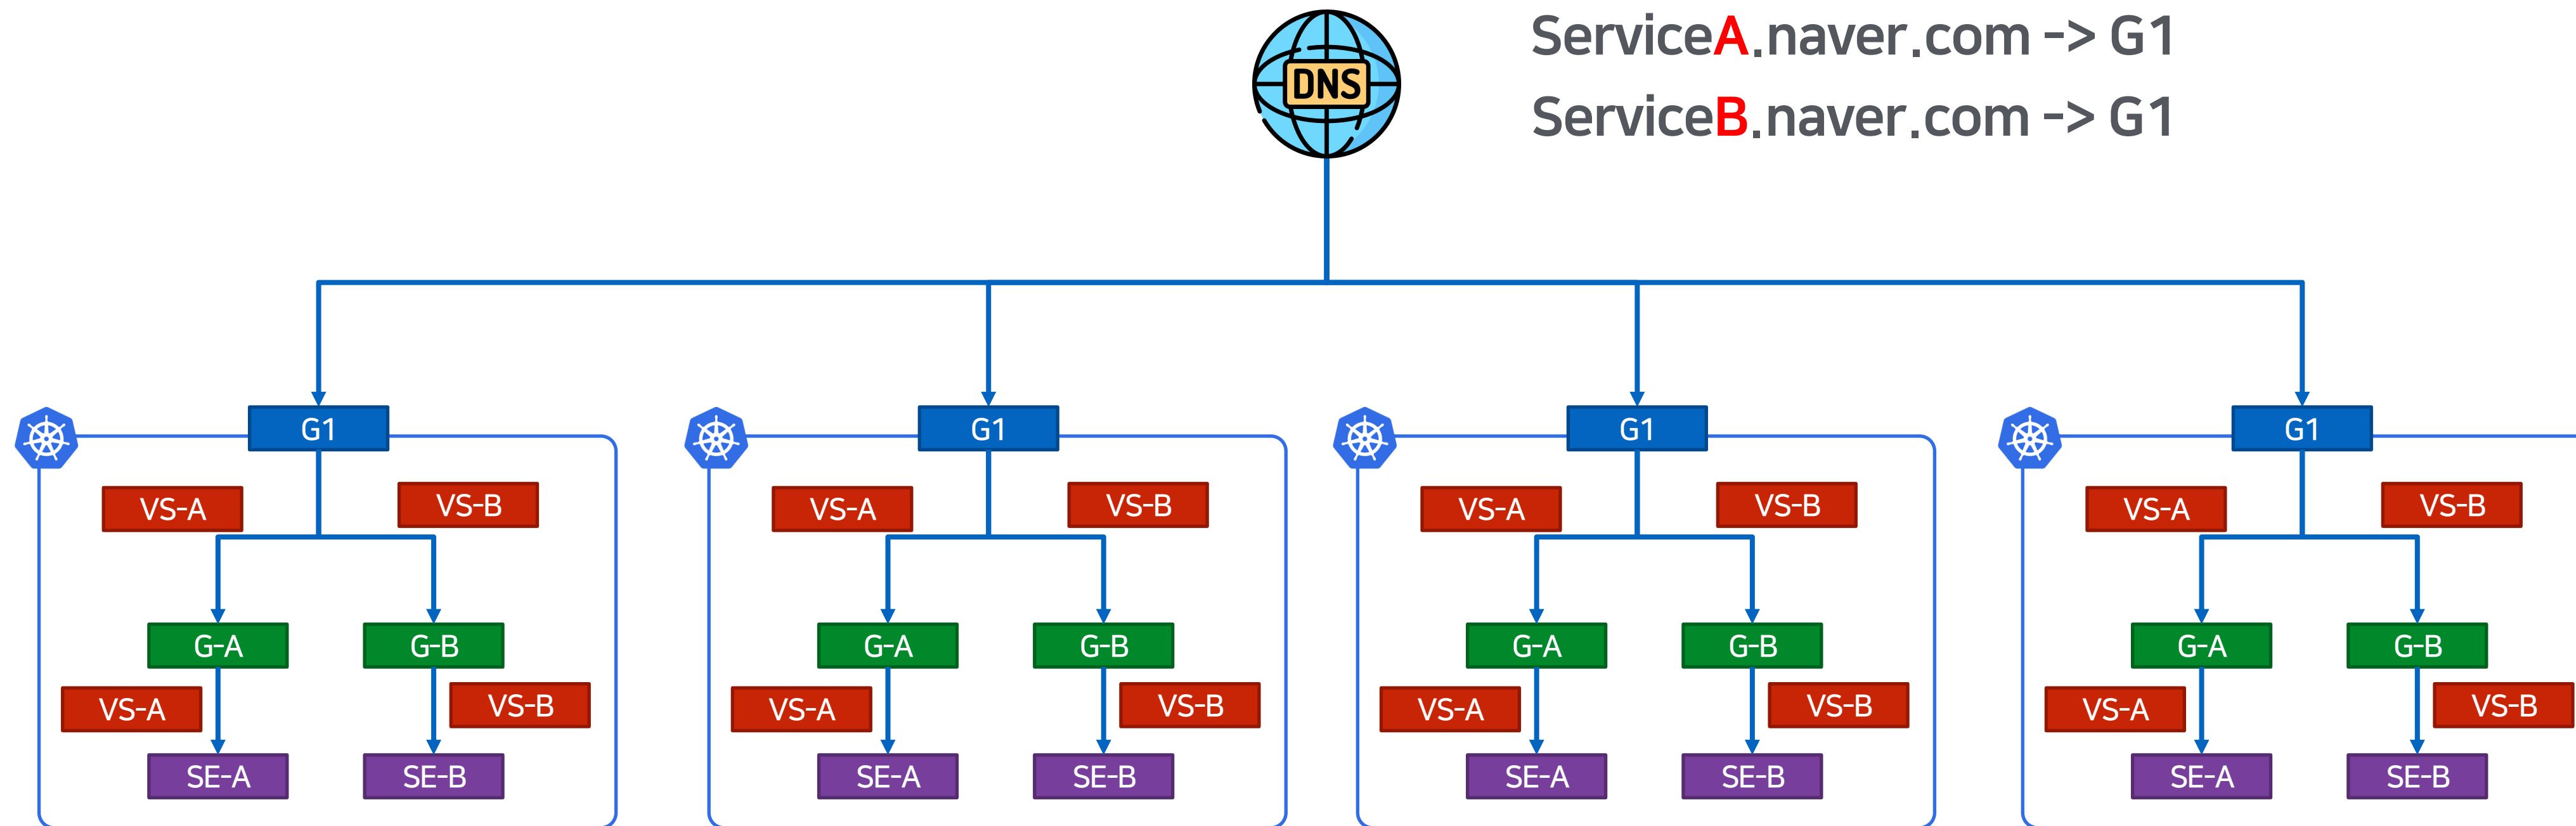 ServiceA.naver.com -> G1
DNS
ServiceB.naver.com -> G1
G1 G1 G1 G1
VS-A VS-B VS-A VS-B VS-A VS-B VS-A VS-B
G-A G-B G-A G-B G-A G-B G-A G-B
VS-A VS-B VS-A VS-B VS-A VS-B VS-A VS-B
SE-A SE-B SE-A SE-B SE-A SE-B SE-A SE-B